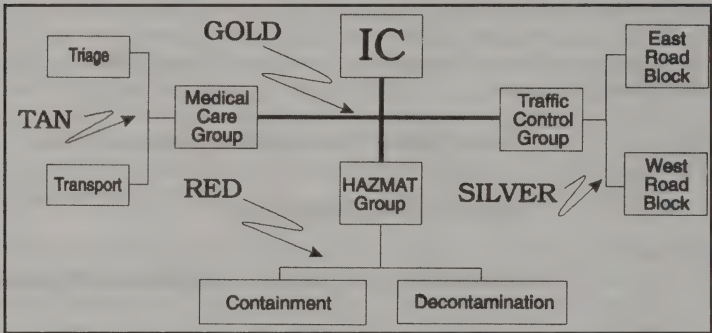 GOLD
IC
Triage
East
Road
Block
TAN
Medical
Care
Group
Traffic
Control
Group
Transport
RED
HAZMAT
Group
SILVER
West
Road
Block
Containment
Decontamination